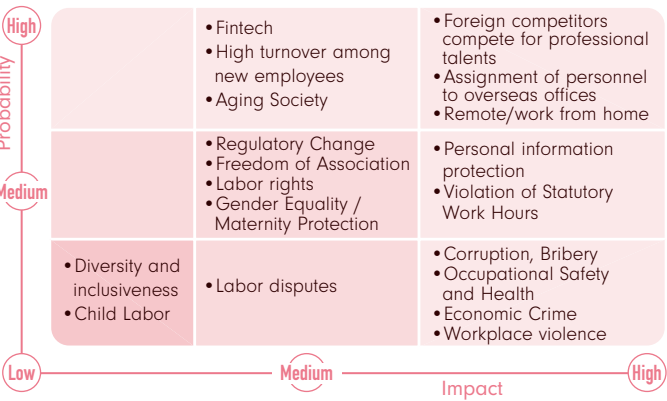 High
Probability
Medium
Low
Medium
High
Impact
• Fintech
• High turnover among
new employees
• Aging Society
• Foreign competitors
compete for professional
talents
• Assignment of personnel
to overseas offices
• Remote/work from home
• Regulatory Change
• Freedom of Association
• Labor rights
• Gender Equality /
Maternity Protection
• Personal information
protection
• Violation of Statutory
Work Hours
• Diversity and
inclusiveness
• Child Labor
• Labor disputes
• Corruption, Bribery
• Occupational Safety
and Health
• Economic Crime
• Workplace violence